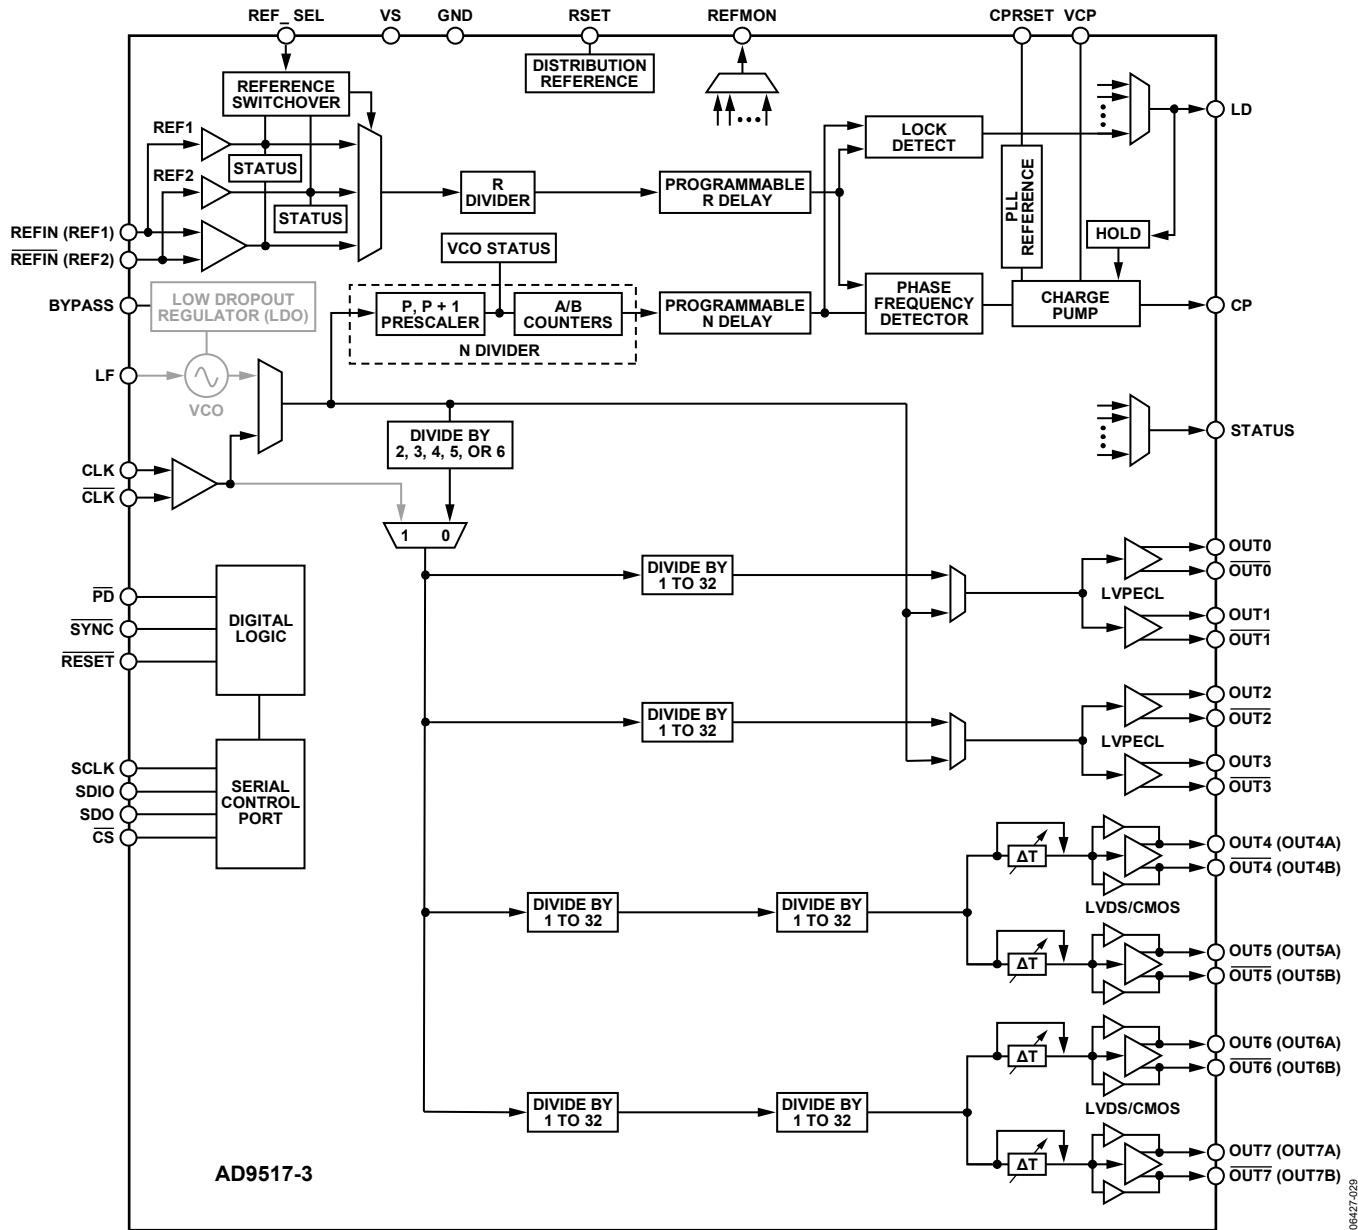 REF_ SEL
VS
GND
RSET
REFMON
CPRSET
VCP
DISTRIBUTION
REFERENCE
REFERENCE
SWITCHOVER
REF1
STATUS
REF2
STATUS
R
DIVIDER
PROGRAMMABLE
R DELAY
LOCK
DETECT
PLL
REFERENCE
HOLD
LD
REFIN (REF1)
REFIN (REF2)
BYPASS
LOW DROPOUT
REGULATOR (LDO)
VCO STATUS
P, P + 1
PRESCALER
A/B
COUNTERS
N DIVIDER
PROGRAMMABLE
N DELAY
PHASE
FREQUENCY
DETECTOR
CHARGE
PUMP
CP
LF
VCO
STATUS
DIVIDE BY
2, 3, 4, 5, OR 6
CLK
CLK
1
0
PD
SYNC
RESET
DIGITAL
LOGIC
DIVIDE BY
1 TO 32
LVPECL
OUT0
OUT0
OUT1
OUT1
DIVIDE BY
1 TO 32
LVPECL
OUT2
OUT2
OUT3
OUT3
SCLK
SDIO
SDO
CS
SERIAL
CONTROL
PORT
DIVIDE BY
1 TO 32
DIVIDE BY
1 TO 32
ΔT
OUT4 (OUT4A)
OUT4 (OUT4B)
LVDS/CMOS
ΔT
OUT5 (OUT5A)
OUT5 (OUT5B)
DIVIDE BY
1 TO 32
DIVIDE BY
1 TO 32
ΔT
OUT6 (OUT6A)
OUT6 (OUT6B)
LVDS/CMOS
ΔT
OUT7 (OUT7A)
OUT7 (OUT7B)
AD9517-3
06427-029